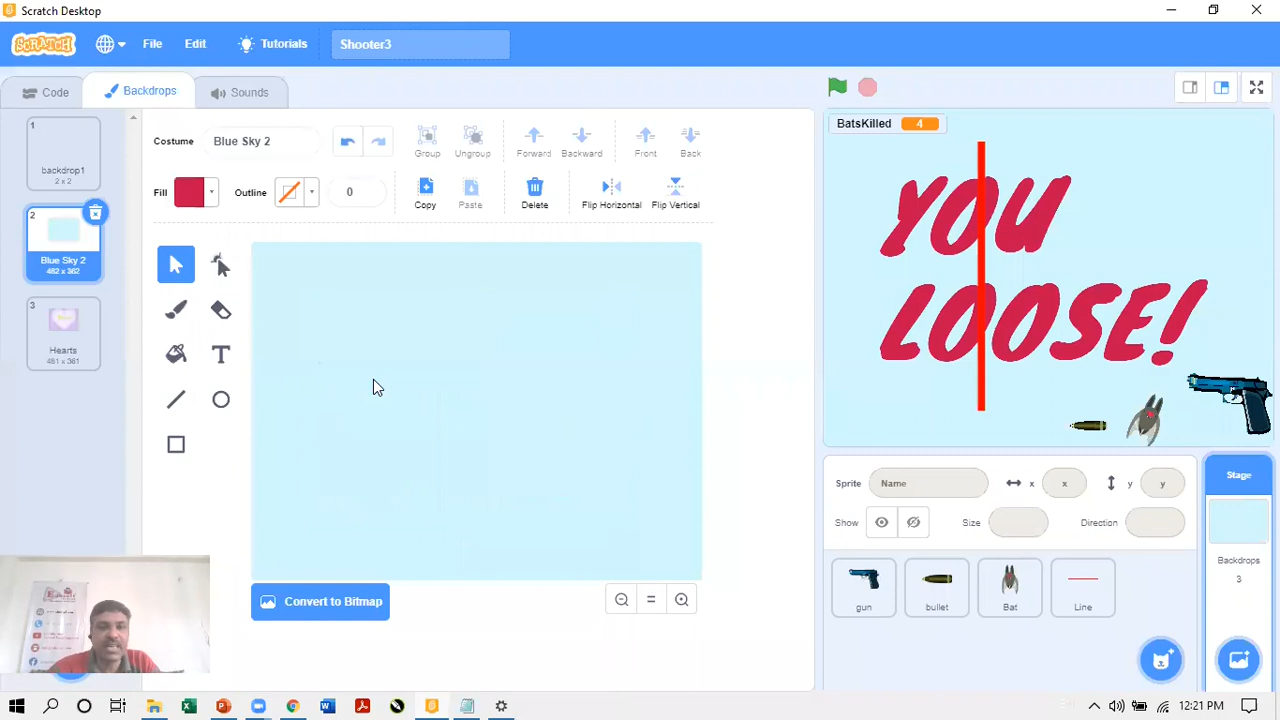 Scratch Desktop
SCRATCH
File
Edit
Tutorials
Shooter3
Code
Backdrops
Sounds
1
backdrop1
2 x 2
2
Blue Sky 2
482 x 362
3
Hearts
481 x 361
Costume
Blue Sky 2
Group
Ungroup
Forward
Backward
Front
Back
Fill
Outline
0
Copy
Paste
Delete
Flip Horizontal
Flip Vertical
T
Convert to Bitmap
BatsKilled 4
YOU
LOOSE!
Sprite
Name
x
x
y
y
Show
Size
Direction
gun
bullet
Bat
Line
Stage
Backdrops
3
12:21 PM